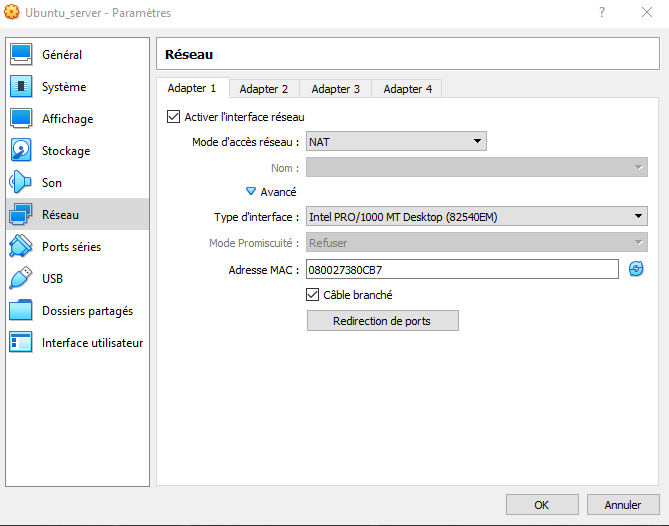 Ubuntu_server - Paramètres
Général
Système
Affichage
Stockage
Son
Réseau
Ports séries
USB
Dossiers partagés
Interface utilisateur
Réseau
Adapter 1 Adapter 2 Adapter 3 Adapter 4
Activer l'interface réseau
Mode d'accès réseau : NAT
Nom :
Avancé
Type d'interface : Intel PRO/1000 MT Desktop (82540EM)
Mode Promiscuité : Refuser
Adresse MAC : 080027380CB7
Câble branché
Redirection de ports
OK Annuler